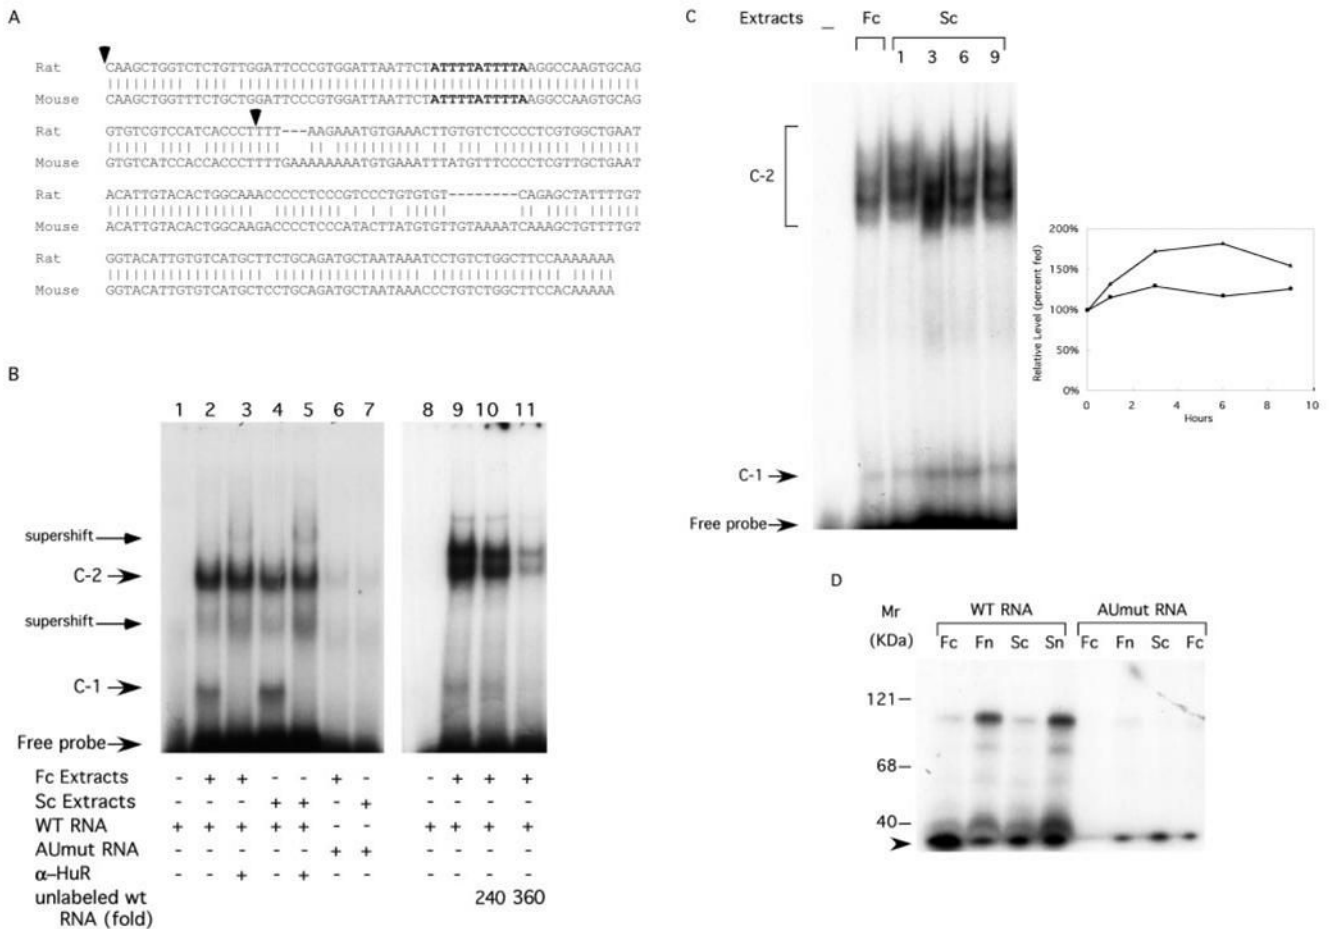 A
Rat CAAGCTGGTCTCTGTTGGATTCCCGTGGATTAATTCTATTTTATTTTAAGGCCAAGTGCAG
Mouse CAAGCTGGTTTCTGCTGGATTCCCGTGGATTAATTCTATTTTATTTTAAGGCCAAGTGCAG
Rat GTGTCGTCCATCACCCTTTT---AAGAAATGTGAAACTTGTGTCTCCCCTCGTGGCTGAAT
Mouse GTGTCATCCACCACCCTTTTGAAAAAAAATGTGAAATTTATGTTTCCCCTCGTTGCTGAAT
Rat ACATTGTACACTGGCAAACCCCCTCCCGTCCCTGTGTGT--------CAGAGCTATTTTGT
Mouse ACATTGTACACTGGCAAGACCCCTCCCATACTTATGTGTTGTAAAATCAAAGCTGTTTTGT
Rat GGTACATTGTGTCATGCTTCTGCAGATGCTAATAAATCCTGTCTGGCTTCCAAAAAAA
Mouse GGTACATTGTGTCATGCTCCTGCAGATGCTAATAAACCCTGTCTGGCTTCCACAAAAA
B
1 2 3 4 5 6 7 8 9 10 11
supershift
C-2
supershift
C-1
Free probe
Fc Extracts - + + - - + - - + + +
Sc Extracts - - - + + - + - - - -
WT RNA + + + + + - - + + + +
AUmut RNA - - - - - + + - - - -
α-HuR - - + - + - - - - - -
unlabeled wt RNA (fold) 240 360
C
Extracts – Fc Sc
1 3 6 9
C-2
C-1
Free probe
Relative Level (percent fed)
200%
150%
100%
50%
0%
0 2 4 6 8 10
Hours
D
Mr (KDa)
WT RNA AUmut RNA
Fc Fn Sc Sn Fc Fn Sc Fc
121
68
40